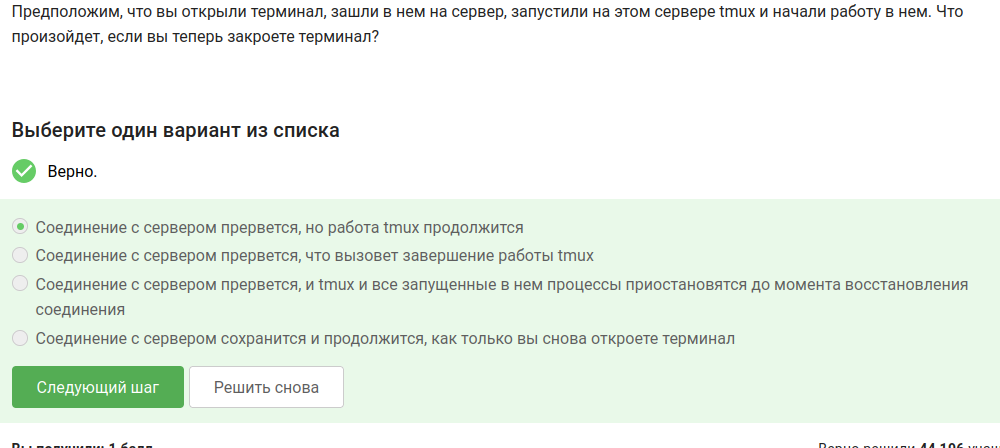 Предположим, что вы открыли терминал, зашли в нем на сервер, запустили на этом сервере tmux и начали работу в нем. Что
произойдет, если вы теперь закроете терминал?
Выберите один вариант из списка
Верно.
Соединение с сервером прервется, но работа tmux продолжится
Соединение с сервером прервется, что вызовет завершение работы tmux
Соединение с сервером прервется, и tmux и все запущенные в нем процессы приостановятся до момента восстановления
соединения
Соединение с сервером сохранится и продолжится, как только вы снова откроете терминал
Следующий шаг
Решить снова
Вы получили: 1 балл
Верно решили 44 196